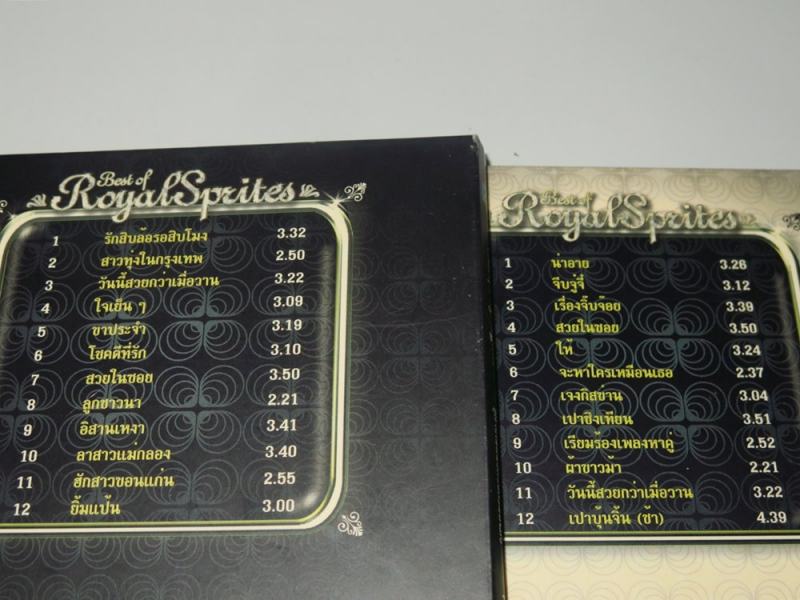 Best of
Royal Sprites
1 รักสิบล้อรอสิบโมง 3.32
2 สาวทุ่งในกรุงเทพ 2.50
3 วันนี้สวยกว่าเมื่อวาน 3.22
4 ใจเย็น ๆ 3.09
5 ขาประจำ 3.19
6 โชคดีที่รัก 3.10
7 สวยในซอย 3.50
8 ลูกชาวนา 2.21
9 อีสานเหงา 3.41
10 ลาสาวแม่กลอง 3.40
11 ฮักสาวขอนแก่น 2.55
12 ยิ้มแป้น 3.00
Best of
Royal Sprites
1 น่าอาย 3.26
2 จีบจู๋จี๋ 3.12
3 เรื่องจิ๊บจ๊อย 3.39
4 สวยในซอย 3.50
5 ให้ 3.24
6 จะหาใครเหมือนเธอ 2.37
7 เจงกิสข่าน 3.04
8 เปาซิงเทียน 3.51
9 เรียมร้องเพลงหาคู่ 2.52
10 ผ้าขาวม้า 2.21
11 วันนี้สวยกว่าเมื่อวาน 3.22
12 เปาบุ้นจิ้น (ช้า) 4.39